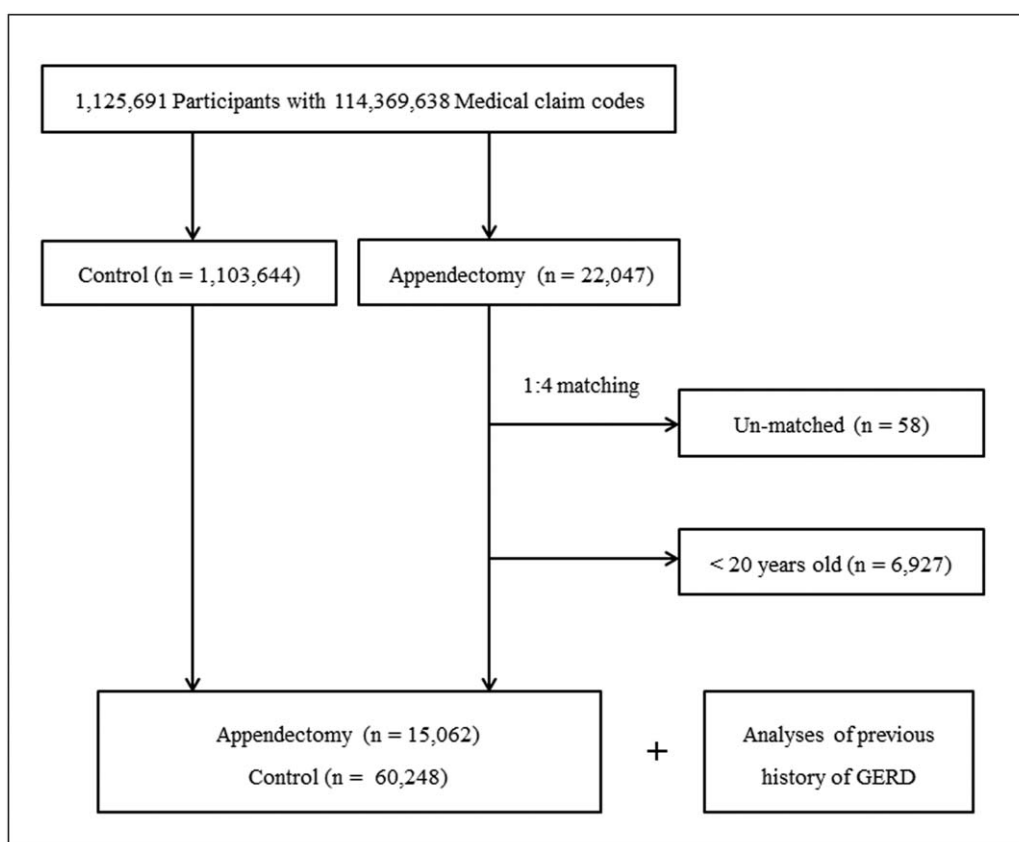 1,125,691 Participants with 114,369,638 Medical claim codes
Control (n = 1,103,644)
Appendectomy (n = 22,047)
1:4 matching
Un-matched (n = 58)
< 20 years old (n = 6,927)
Appendectomy (n = 15,062)
Control (n = 60,248)
+
Analyses of previous
history of GERD